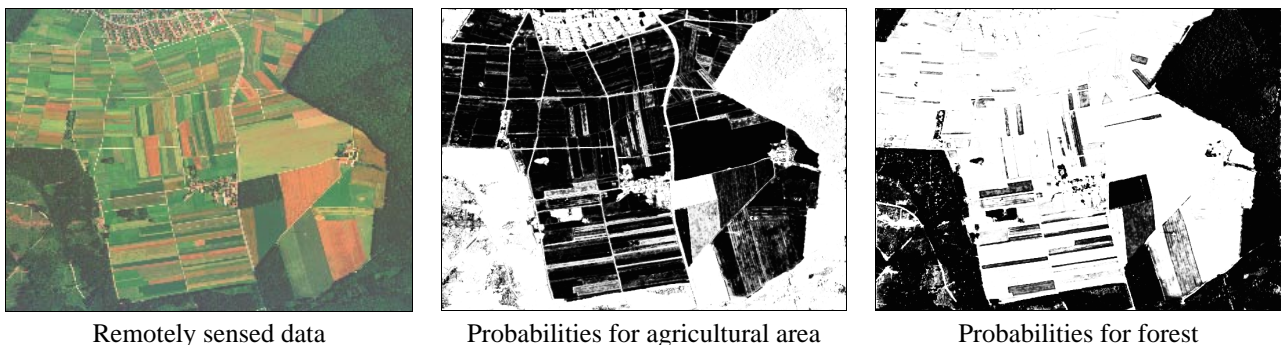 Remotely sensed data
Probabilities for agricultural area
Probabilities for forest